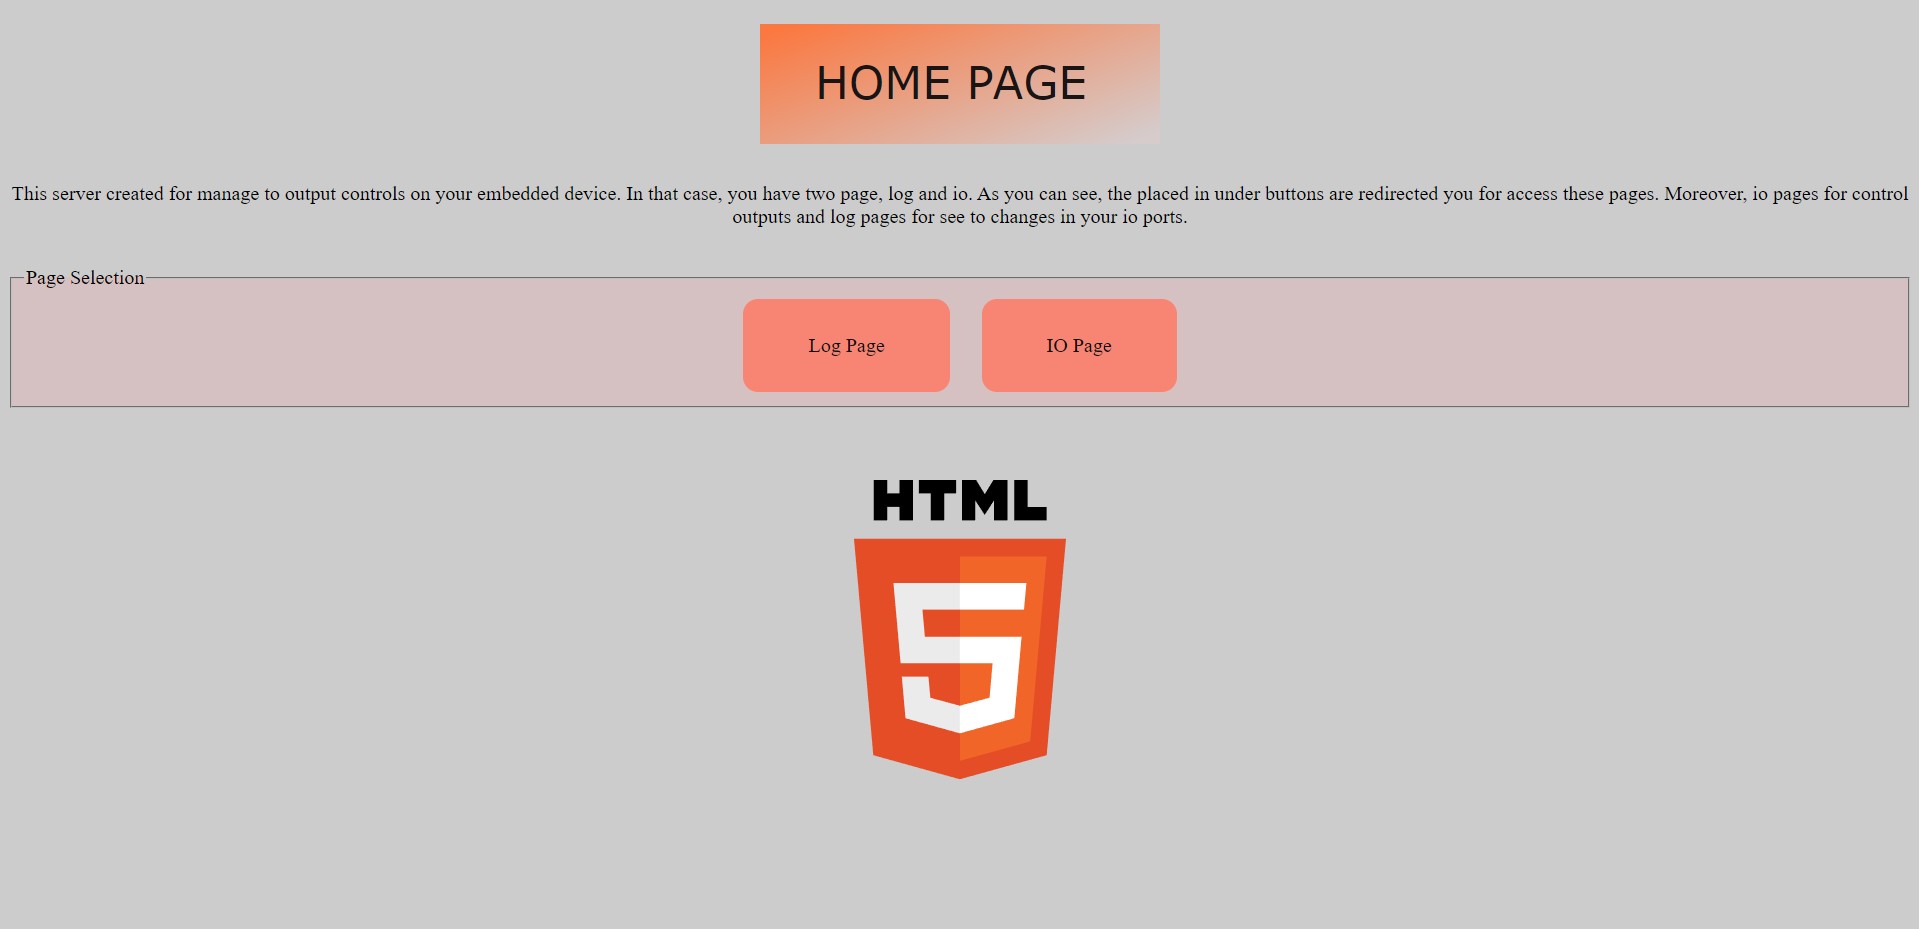 HOME PAGE
This server created for manage to output controls on your embedded device. In that case, you have two page, log and io. As you can see, the placed in under buttons are redirected you for access these pages. Moreover, io pages for control
outputs and log pages for see to changes in your io ports.
Page Selection
Log Page
IO Page
HTML
5